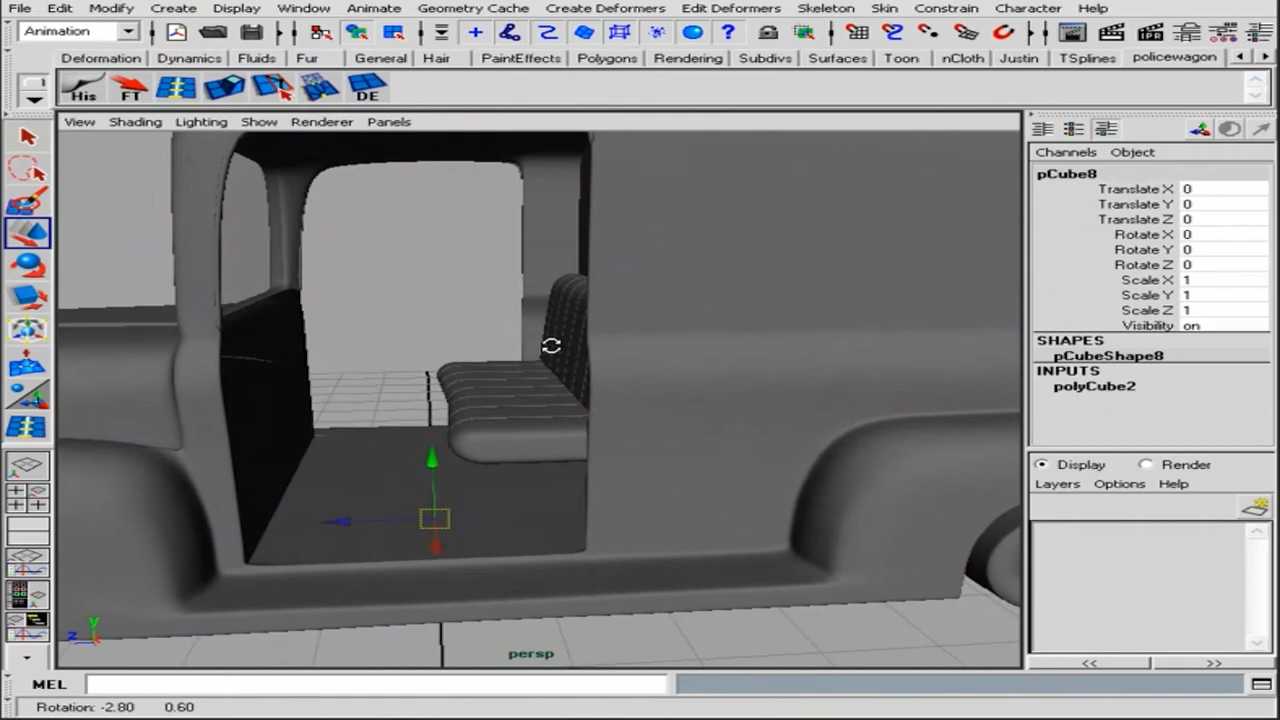 File Edit Modify Create Display Window Animate Geometry Cache Create Deformers Edit Deformers Skeleton Skin Constrain Character Help
Animation
Deformation Dynamics Fluids Fur General Hair PaintEffects Polygons Rendering Subdivs Surfaces Toon nCloth Justin TSplines policewagon
His FT DE
View Shading Lighting Show Renderer Panels
Channels Object
pCube8
Translate X 0
Translate Y 0
Translate Z 0
Rotate X 0
Rotate Y 0
Rotate Z 0
Scale X 1
Scale Y 1
Scale Z 1
Visibility on
SHAPES
pCubeShape8
INPUTS
polyCube2
Display Render
Layers Options Help
y
z
persp
<< >>
MEL
Rotation: -2.80 0.60